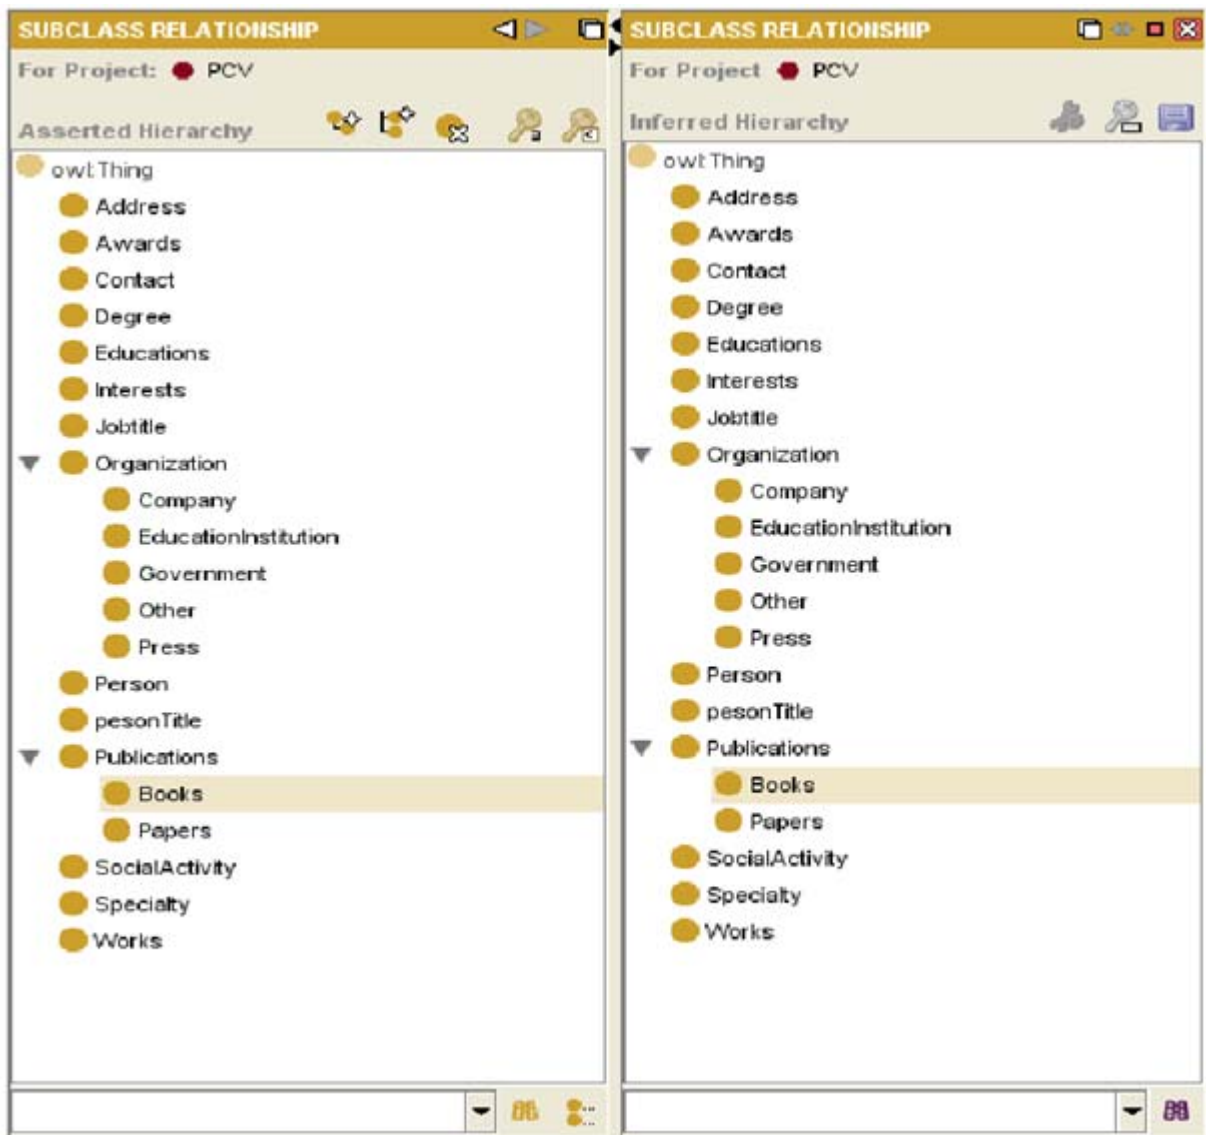 SUBCLASS RELATIONSHIP
For Project: PCV
Asserted Hierarchy
owl:Thing
Address
Awards
Contact
Degree
Educations
Interests
Jobtitle
Organization
Company
EducationInstitution
Government
Other
Press
Person
pesonTitle
Publications
Books
Papers
SocialActivity
Specialty
Works
SUBCLASS RELATIONSHIP
For Project PCV
Inferred Hierarchy
owl:Thing
Address
Awards
Contact
Degree
Educations
Interests
Jobtitle
Organization
Company
EducationInstitution
Government
Other
Press
Person
pesonTitle
Publications
Books
Papers
SocialActivity
Specialty
Works